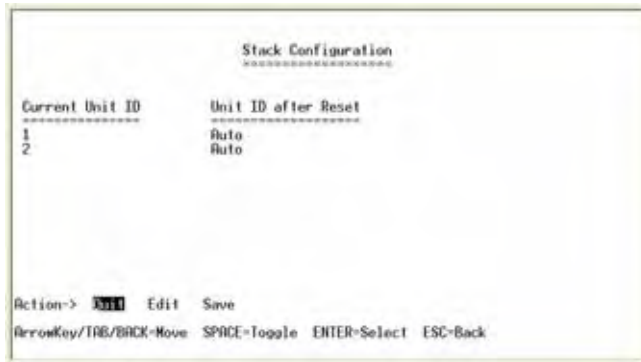 Stack Configuration
Current Unit ID Unit ID after Reset
1 Auto
2 Auto
Action-> Quit Edit Save
ArrowKey/TAB/BACK=Move SPACE=Toggle ENTER=Select ESC=Back